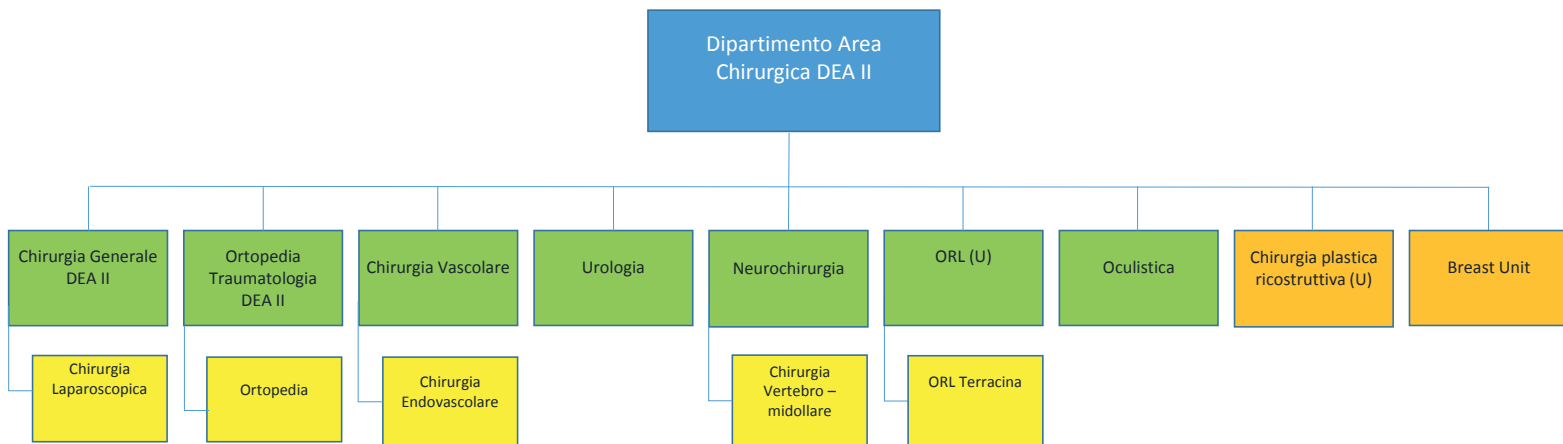 Dipartimento Area
Chirurgica DEA II
Chirurgia Generale
DEA II
Ortopedia
Traumatologia
DEA II
Chirurgia Vascolare
Urologia
Neurochirurgia
ORL (U)
Oculistica
Chirurgia plastica
ricostruttiva (U)
Breast Unit
Chirurgia
Laparoscopica
Ortopedia
Chirurgia
Endovascolare
Chirurgia
Vertebro –
midollare
ORL Terracina